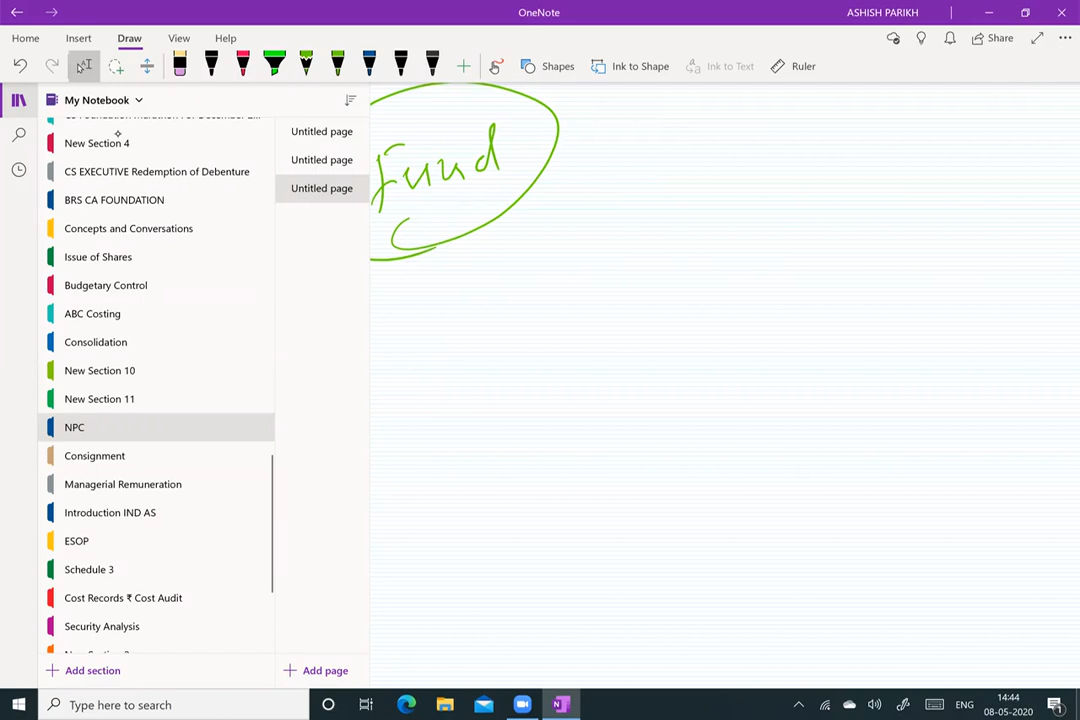 OneNote
ASHISH PARIKH
Home
Insert
Draw
View
Help
Share
Shapes
Ink to Shape
Ink to Text
Ruler
My Notebook
New Section 4
CS EXECUTIVE Redemption of Debenture
BRS CA FOUNDATION
Concepts and Conversations
Issue of Shares
Budgetary Control
ABC Costing
Consolidation
New Section 10
New Section 11
NPC
Consignment
Managerial Remuneration
Introduction IND AS
ESOP
Schedule 3
Cost Records ₹ Cost Audit
Security Analysis
Add section
Untitled page
Untitled page
Untitled page
Add page
Fund
Type here to search
ENG
14:44
08-05-2020
1